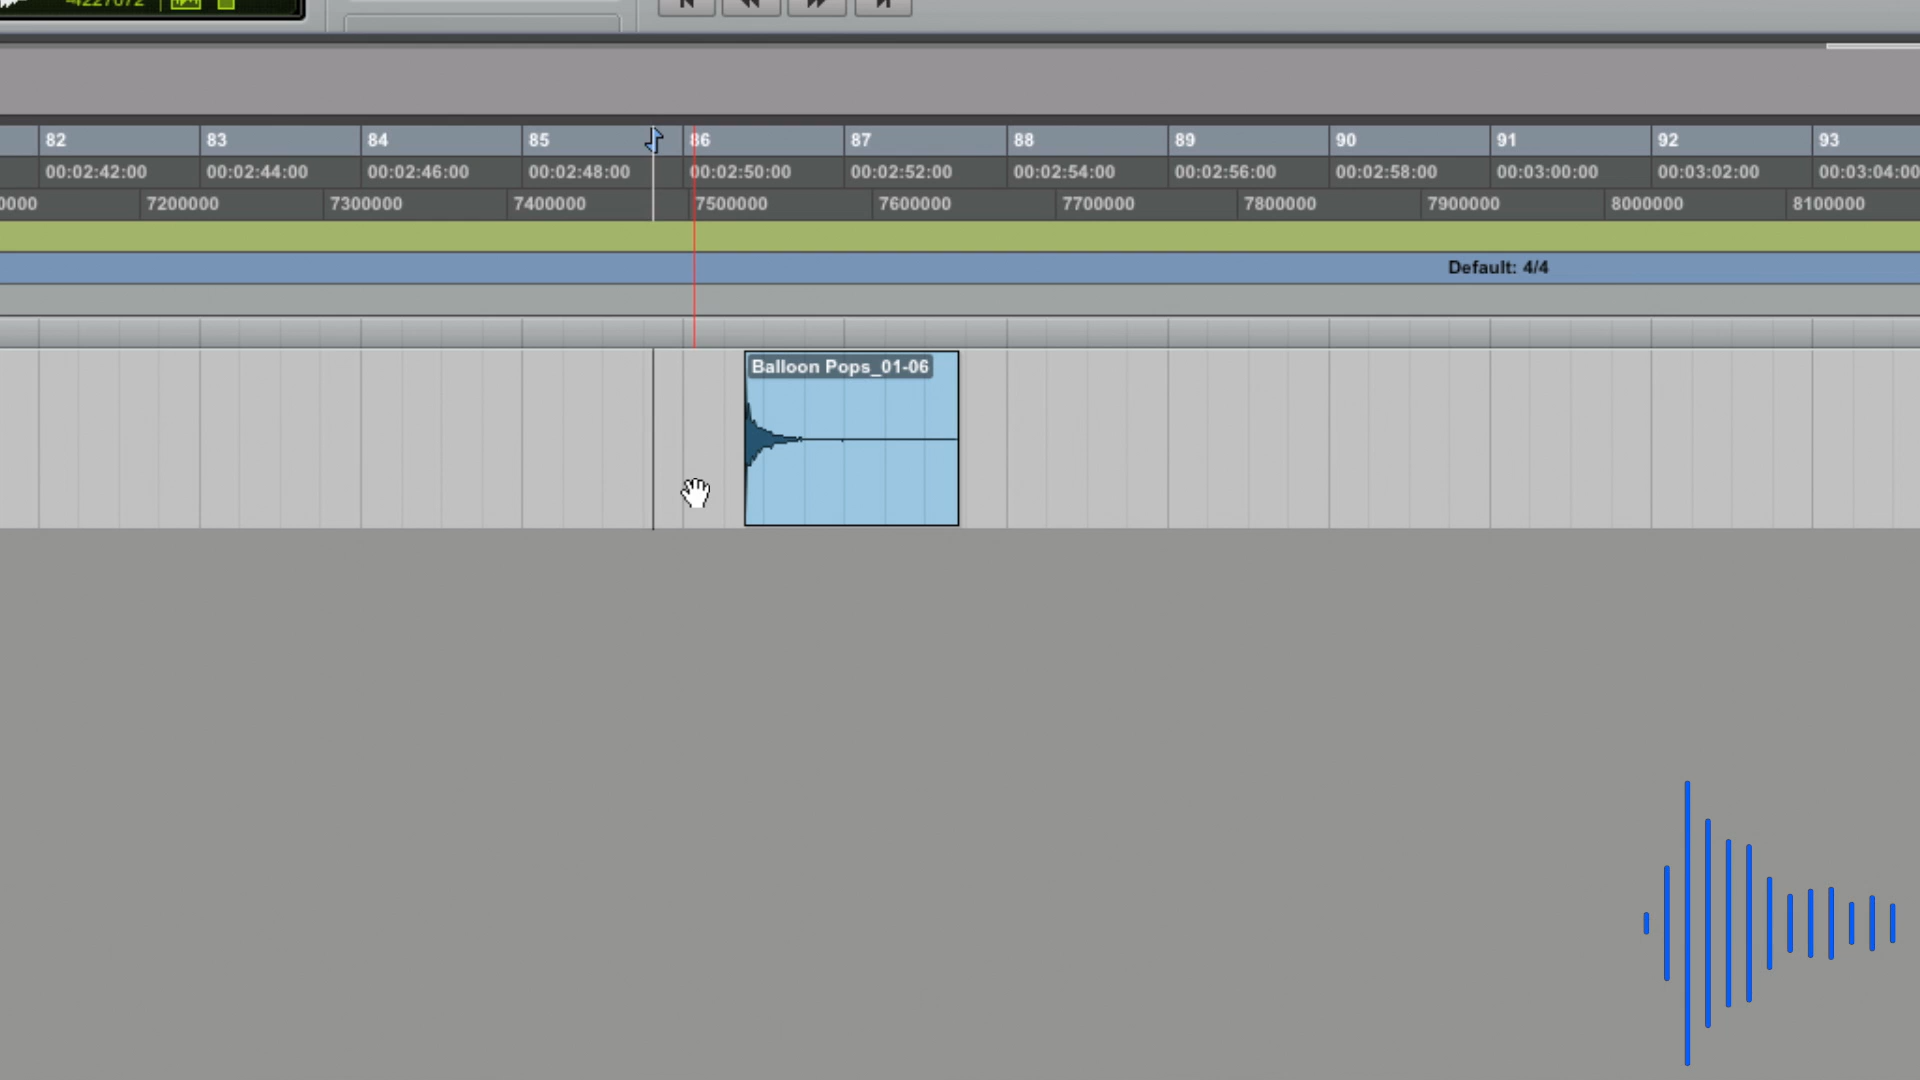 82 83 84 85 86 87 88 89 90 91 92 93
00:02:42:00 00:02:44:00 00:02:46:00 00:02:48:00 00:02:50:00 00:02:52:00 00:02:54:00 00:02:56:00 00:02:58:00 00:03:00:00 00:03:02:00 00:03:04:00
0000 7200000 7300000 7400000 7500000 7600000 7700000 7800000 7900000 8000000 8100000
Default: 4/4
Balloon Pops_01-06